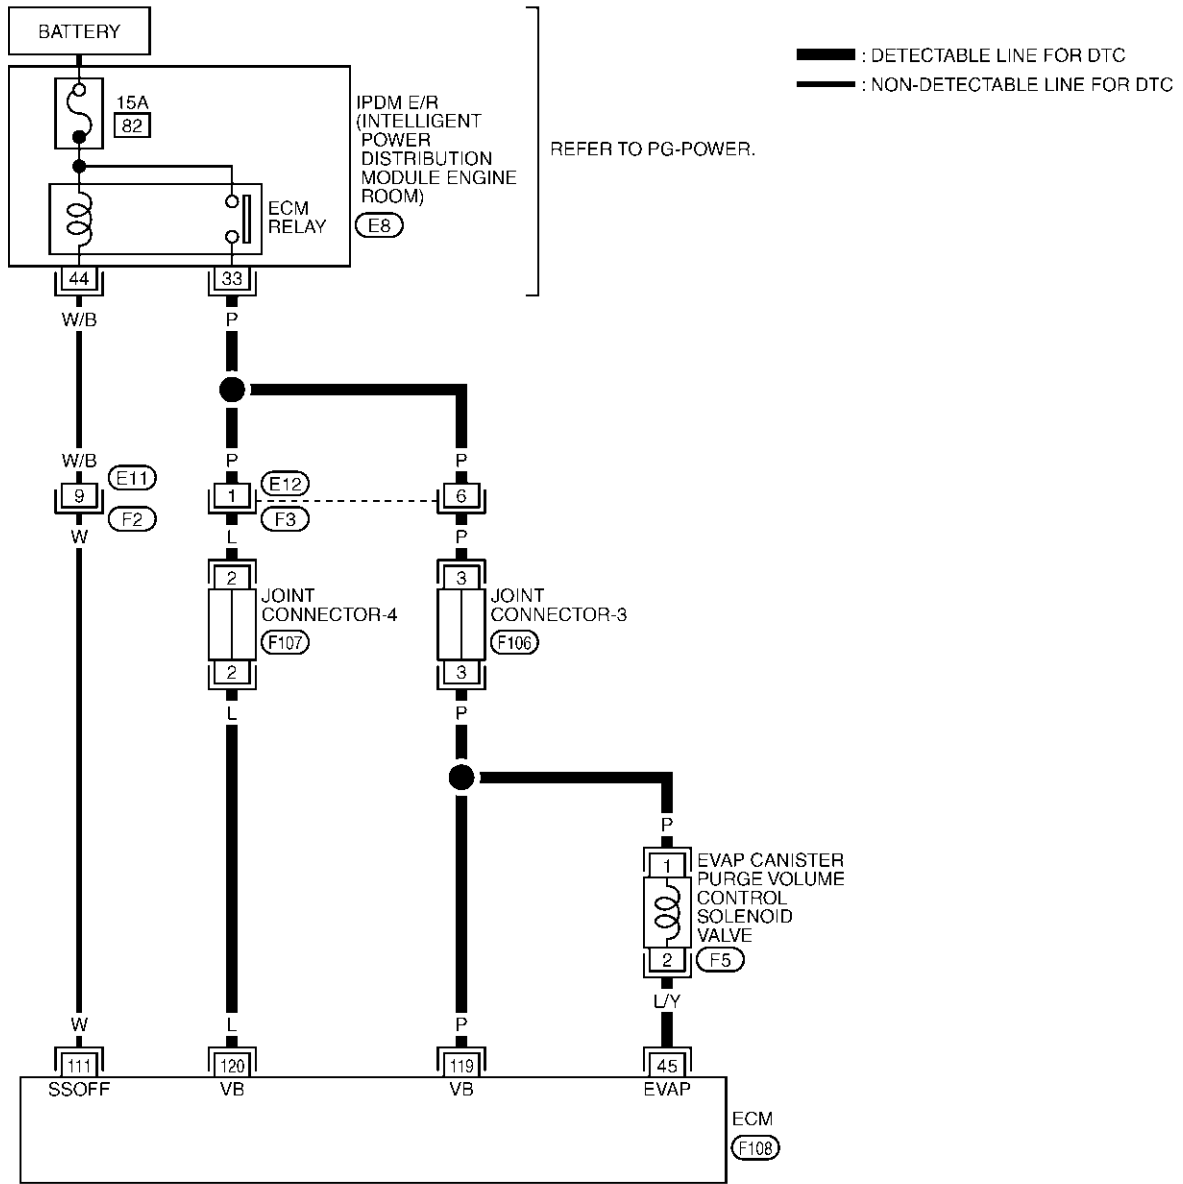 BATTERY
: DETECTABLE LINE FOR DTC
: NON-DETECTABLE LINE FOR DTC
15A
82
IPDM E/R
(INTELLIGENT
POWER
DISTRIBUTION
MODULE ENGINE
ROOM)
E8
REFER TO PG-POWER.
ECM
RELAY
44
33
W/B
P
W/B
P
P
9
E11
F2
1
E12
F3
6
W
L
P
2
JOINT
CONNECTOR-4
F107
2
3
JOINT
CONNECTOR-3
F106
3
L
P
P
1
EVAP CANISTER
PURGE VOLUME
CONTROL
SOLENOID
VALVE
2
F5
L/Y
W
L
P
111
120
119
45
SSOFF
VB
VB
EVAP
ECM
F108